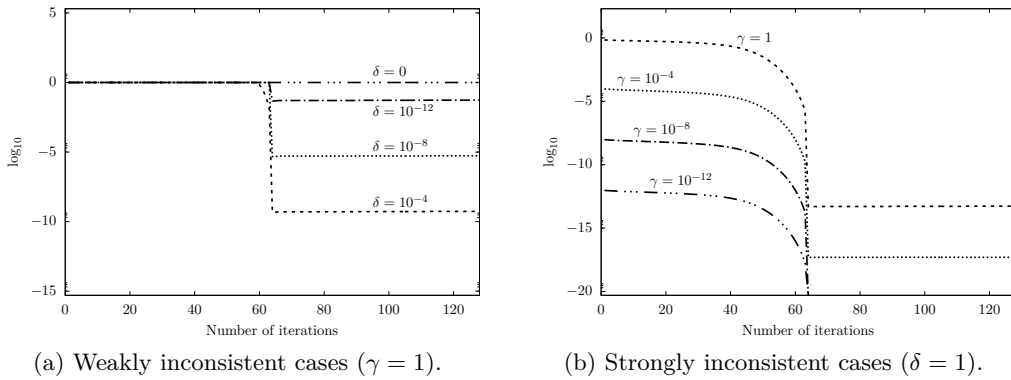 5
0
−5
−10
−15
log₁₀
0
20
40
60
80
100
120
Number of iterations
δ = 0
δ = 10⁻¹²
δ = 10⁻⁸
δ = 10⁻⁴
(a) Weakly inconsistent cases (γ = 1).
0
−5
−10
−15
−20
log₁₀
0
20
40
60
80
100
120
Number of iterations
γ = 1
γ = 10⁻⁴
γ = 10⁻⁸
γ = 10⁻¹²
(b) Strongly inconsistent cases (δ = 1).